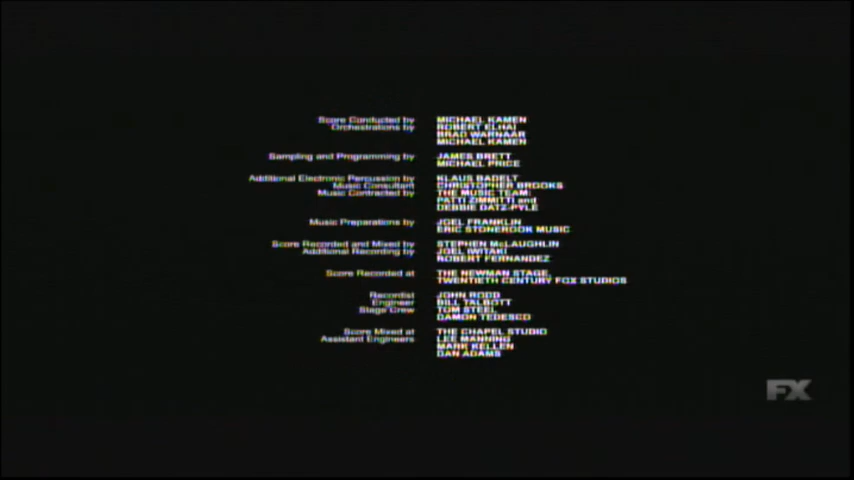 Score Conducted by MICHAEL KAMEN
Orchestrations by ROBERT ELHAI
BRAD WARNAAR
MICHAEL KAMEN
Sampling and Programming by JAMES BRETT
MICHAEL PRICE
Additional Electronic Percussion by KLAUS BADELT
Music Consultant CHRISTOPHER BROOKS
Music Contracted by THE MUSIC TEAM:
PATTI ZIMMITTI and
DEBBIE DATZ-PYLE
Music Preparations by JOEL FRANKLIN
ERIC STONEROOK MUSIC
Score Recorded and Mixed by STEPHEN McLAUGHLIN
Additional Recording by JOEL IWITAKI
ROBERT FERNANDEZ
Score Recorded at THE NEWMAN STAGE,
TWENTIETH CENTURY FOX STUDIOS
Recordist JOHN RODD
Engineer BILL TALBOTT
Stage Crew TOM STEEL
DAMON TEDESCO
Score Mixed at THE CHAPEL STUDIO
Assistant Engineers LEE MANNING
MARK KELLEN
DAN ADAMS
FX